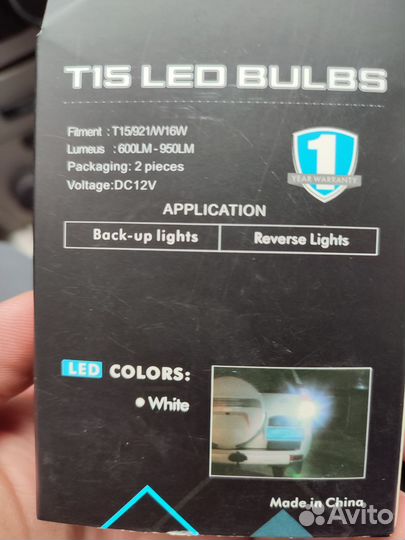 T15 LED BULBS
Fitment : T15/921/W16W
Lumeus : 600LM - 950LM
Packaging: 2 pieces
Voltage:DC12V
1
YEAR WARRANTY
APPLICATION
Back-up lights Reverse Lights
LED COLORS:
White
Made in China
Avito